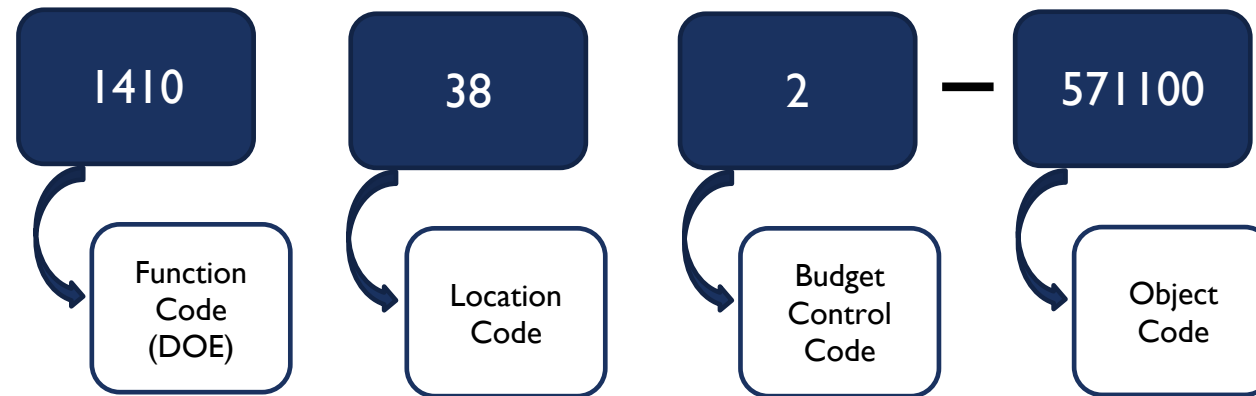 1410
38
2
–
571100
Function
Code
(DOE)
Location
Code
Budget
Control
Code
Object
Code